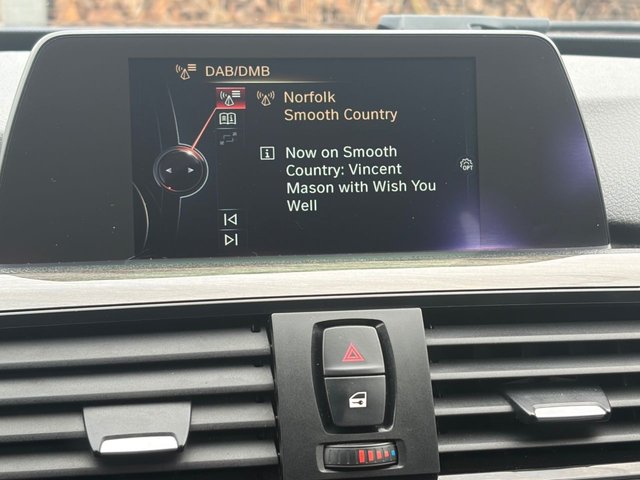 DAB/DMB
Norfolk
Smooth Country
Now on Smooth
Country: Vincent
Mason with Wish You
Well
OPT